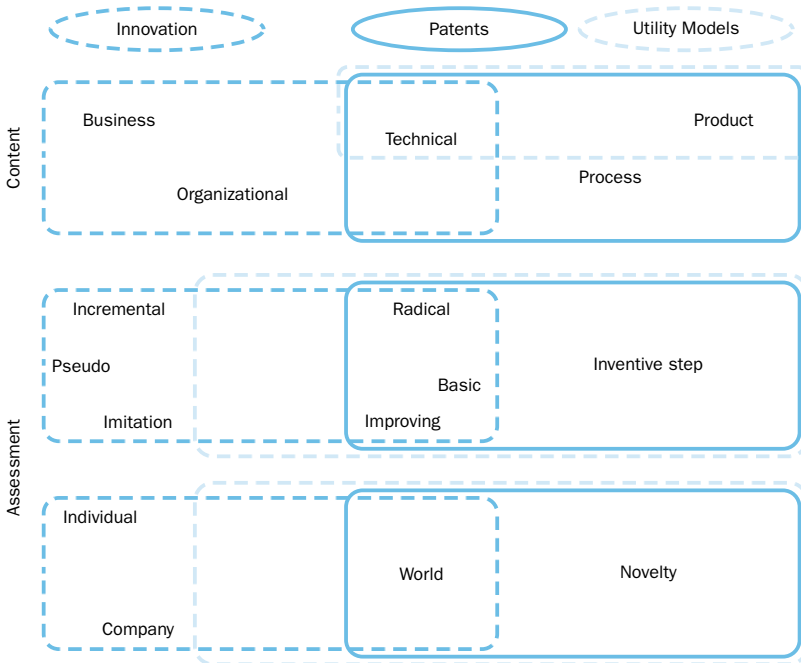 Innovation
Patents
Utility Models
Content
Business
Technical
Product
Process
Organizational
Assessment
Incremental
Radical
Pseudo
Inventive step
Basic
Imitation
Improving
Individual
World
Novelty
Company